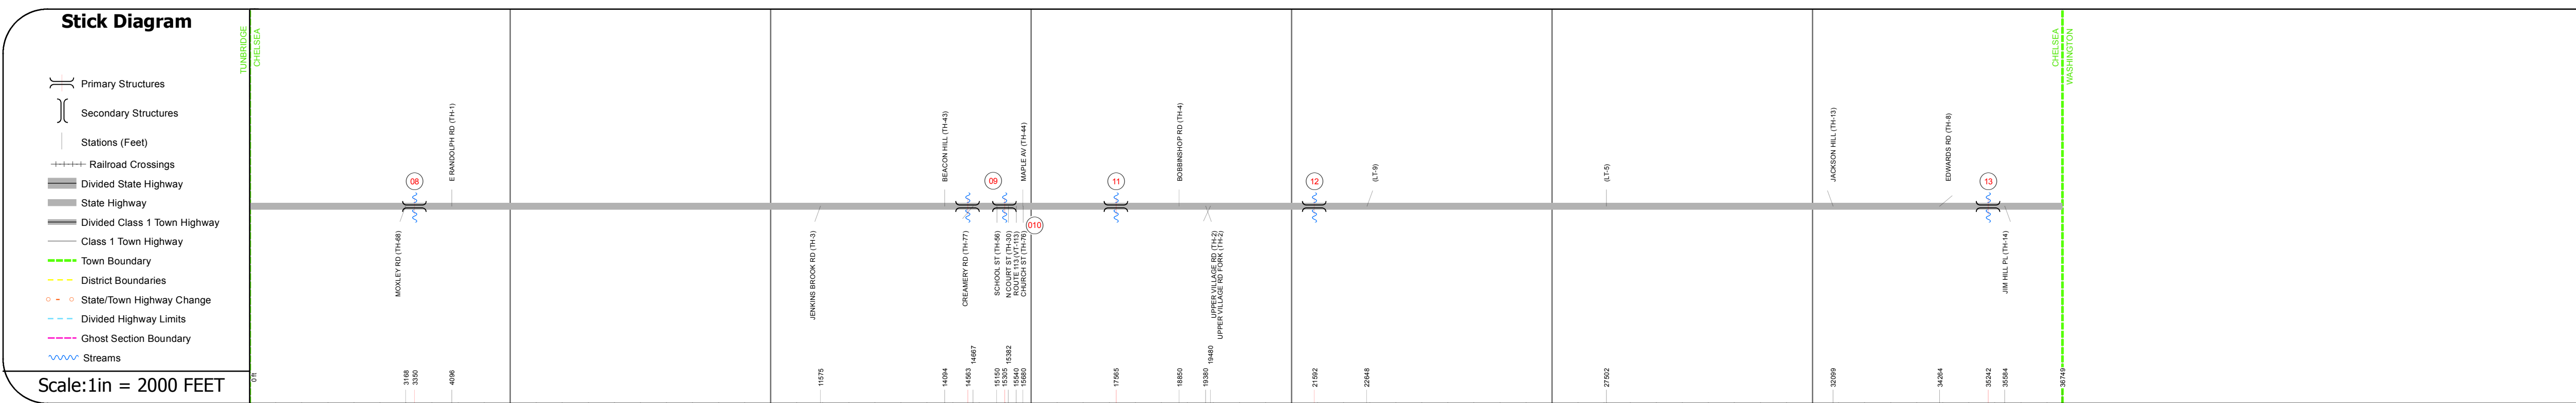 Stick Diagram
Primary Structures
Secondary Structures
Stations (Feet)
Railroad Crossings
Divided State Highway
State Highway
Divided Class 1 Town Highway
Class 1 Town Highway
Town Boundary
District Boundaries
State/Town Highway Change
Divided Highway Limits
Ghost Section Boundary
Streams
Scale:1in = 2000 FEET
TUNBRIDGE
CHELSEA
CHELSEA
WASHINGTON
E RANDOLPH RD (TH-1)
BEACON HILL (TH-43)
MAPLE AV (TH-44)
BOBBINSHOP RD (TH-4)
(LT-9)
(LT-5)
JACKSON HILL (TH-13)
EDWARDS RD (TH-8)
08
09
010
11
12
13
MOXLEY RD (TH-68)
JENKINS BROOK RD (TH-3)
CREAMERY RD (TH-77)
SCHOOL ST (TH-56)
N COURT ST (TH-30)
ROUTE 113 (VT-113)
CHURCH ST (TH-76)
UPPER VILLAGE RD (TH-2)
UPPER VILLAGE RD FORK (TH-2)
JIM HILL PL (TH-14)
0 ft
3168
3350
4096
11575
14094
14563
14667
15150
15305
15382
15540
15680
17565
18850
19380
19480
21592
22648
27502
32099
34264
35242
35584
36749